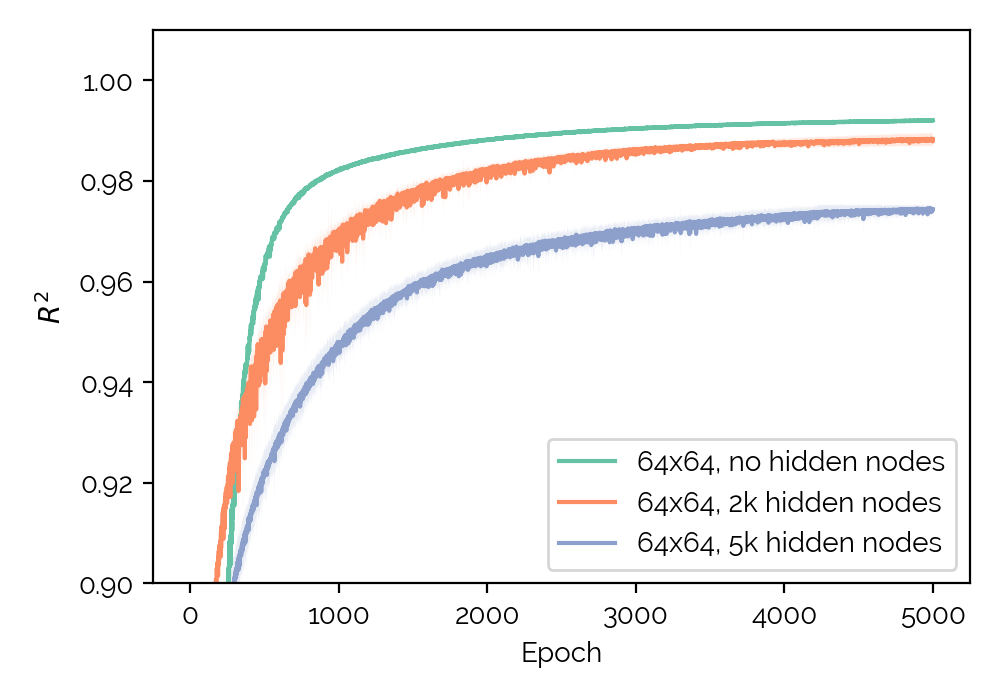 1.00
0.98
0.96
0.94
0.92
0.90
R²
0
1000
2000
3000
4000
5000
Epoch
64x64, no hidden nodes
64x64, 2k hidden nodes
64x64, 5k hidden nodes